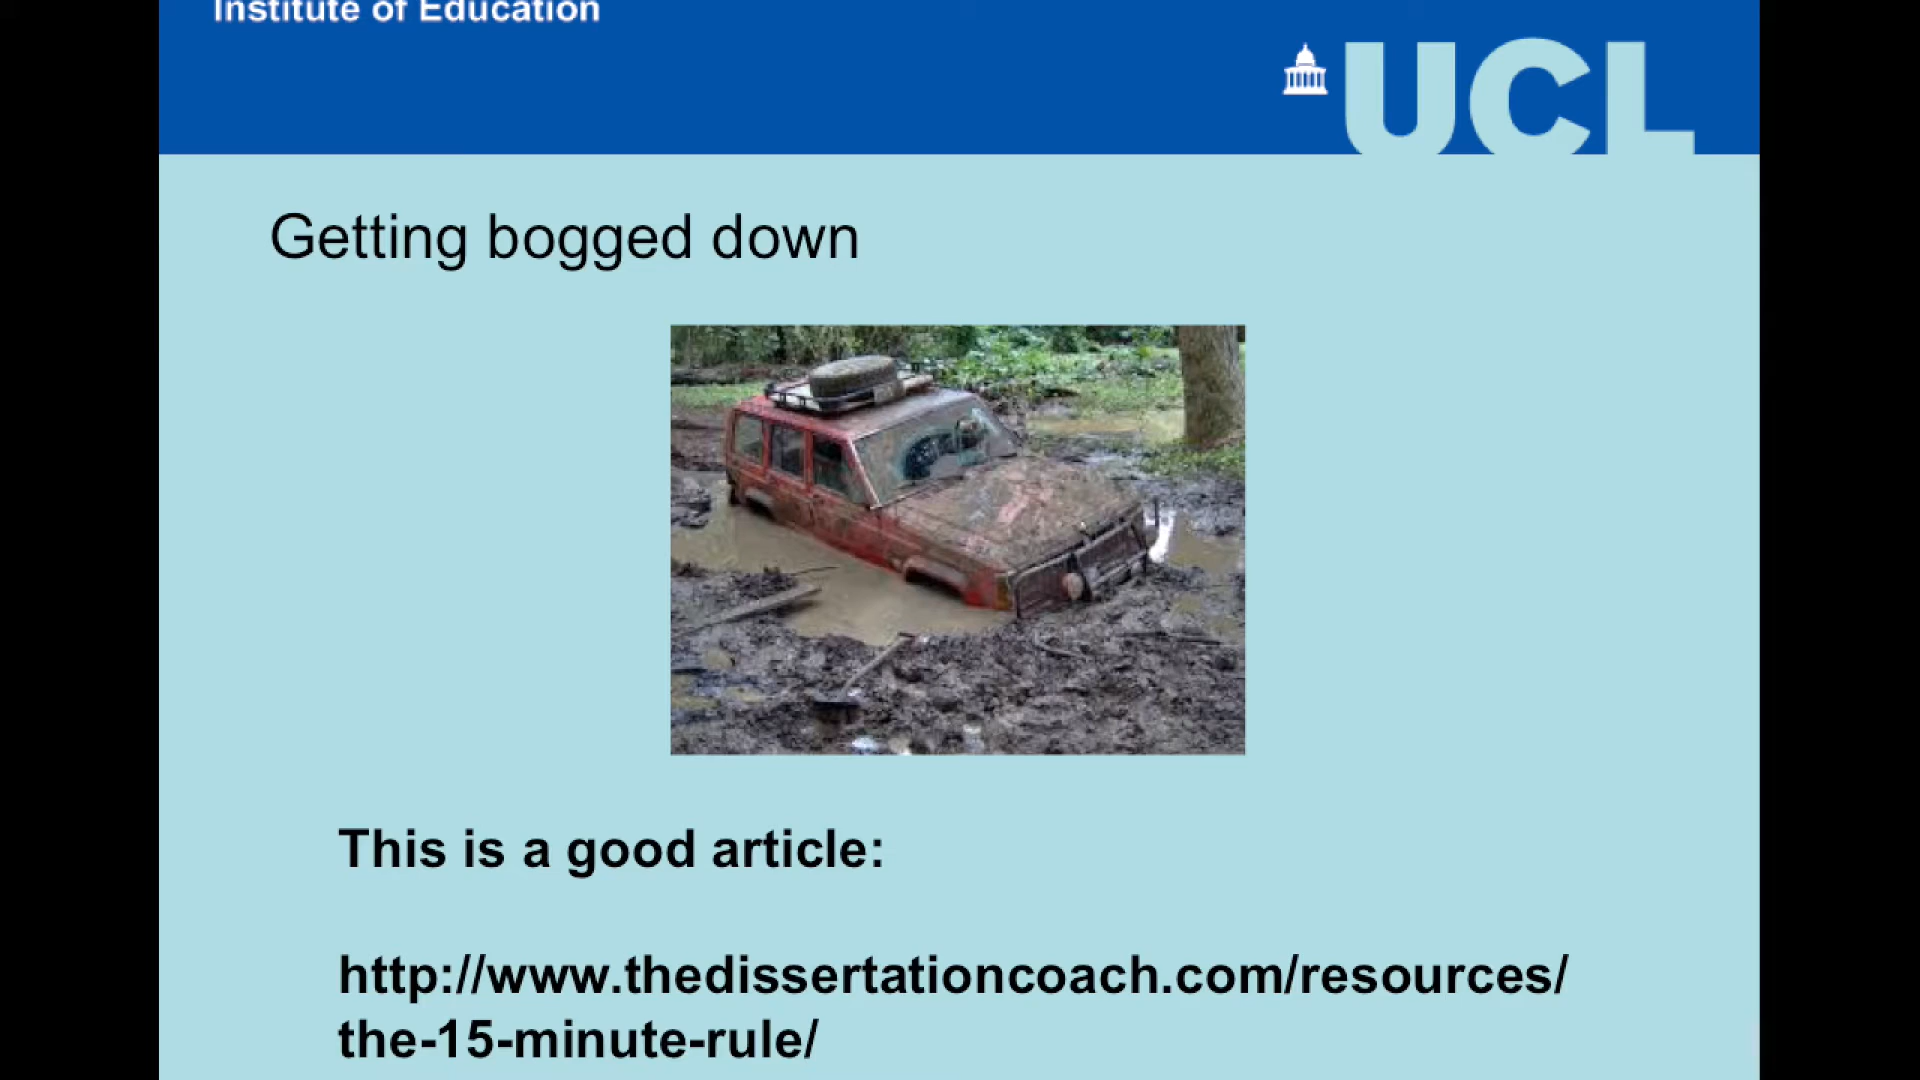 Institute of Education
UCL
Getting bogged down
This is a good article:
http://www.thedissertationcoach.com/resources/
the-15-minute-rule/